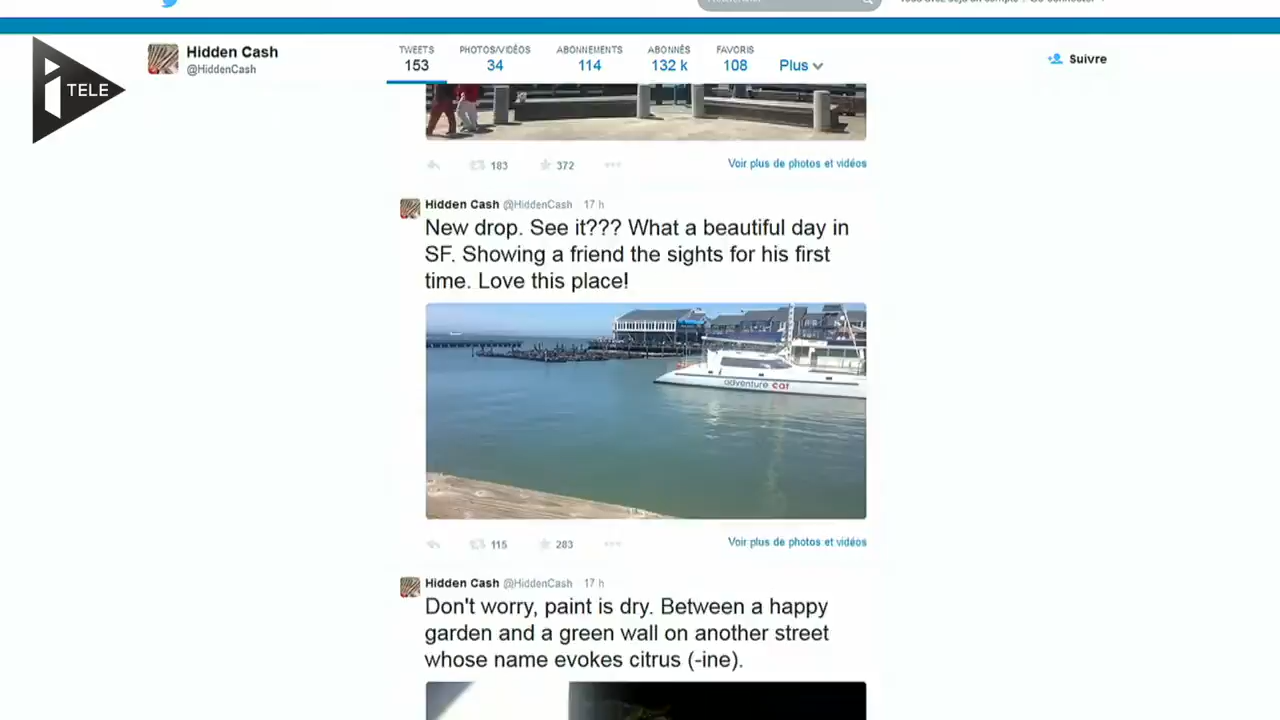 Hidden Cash
@HiddenCash
TWEETS
153
PHOTOS/VIDÉOS
34
ABONNEMENTS
114
ABONNÉS
132 k
FAVORIS
108
Plus
Suivre
i TELE
183
372
Voir plus de photos et vidéos
Hidden Cash @HiddenCash 17 h
New drop. See it??? What a beautiful day in
SF. Showing a friend the sights for his first
time. Love this place!
adventure cat
115
283
Voir plus de photos et vidéos
Hidden Cash @HiddenCash 17 h
Don't worry, paint is dry. Between a happy
garden and a green wall on another street
whose name evokes citrus (-ine).